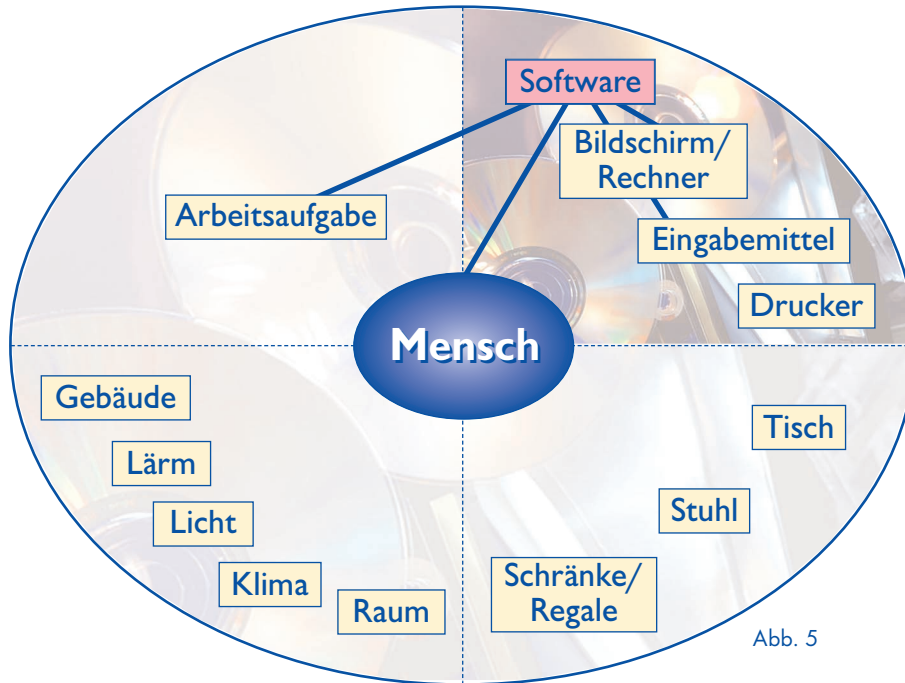 Software
Bildschirm/
Rechner
Arbeitsaufgabe
Eingabemittel
Drucker
Mensch
Gebäude
Lärm
Licht
Klima
Raum
Tisch
Stuhl
Schränke/
Regale
Abb. 5